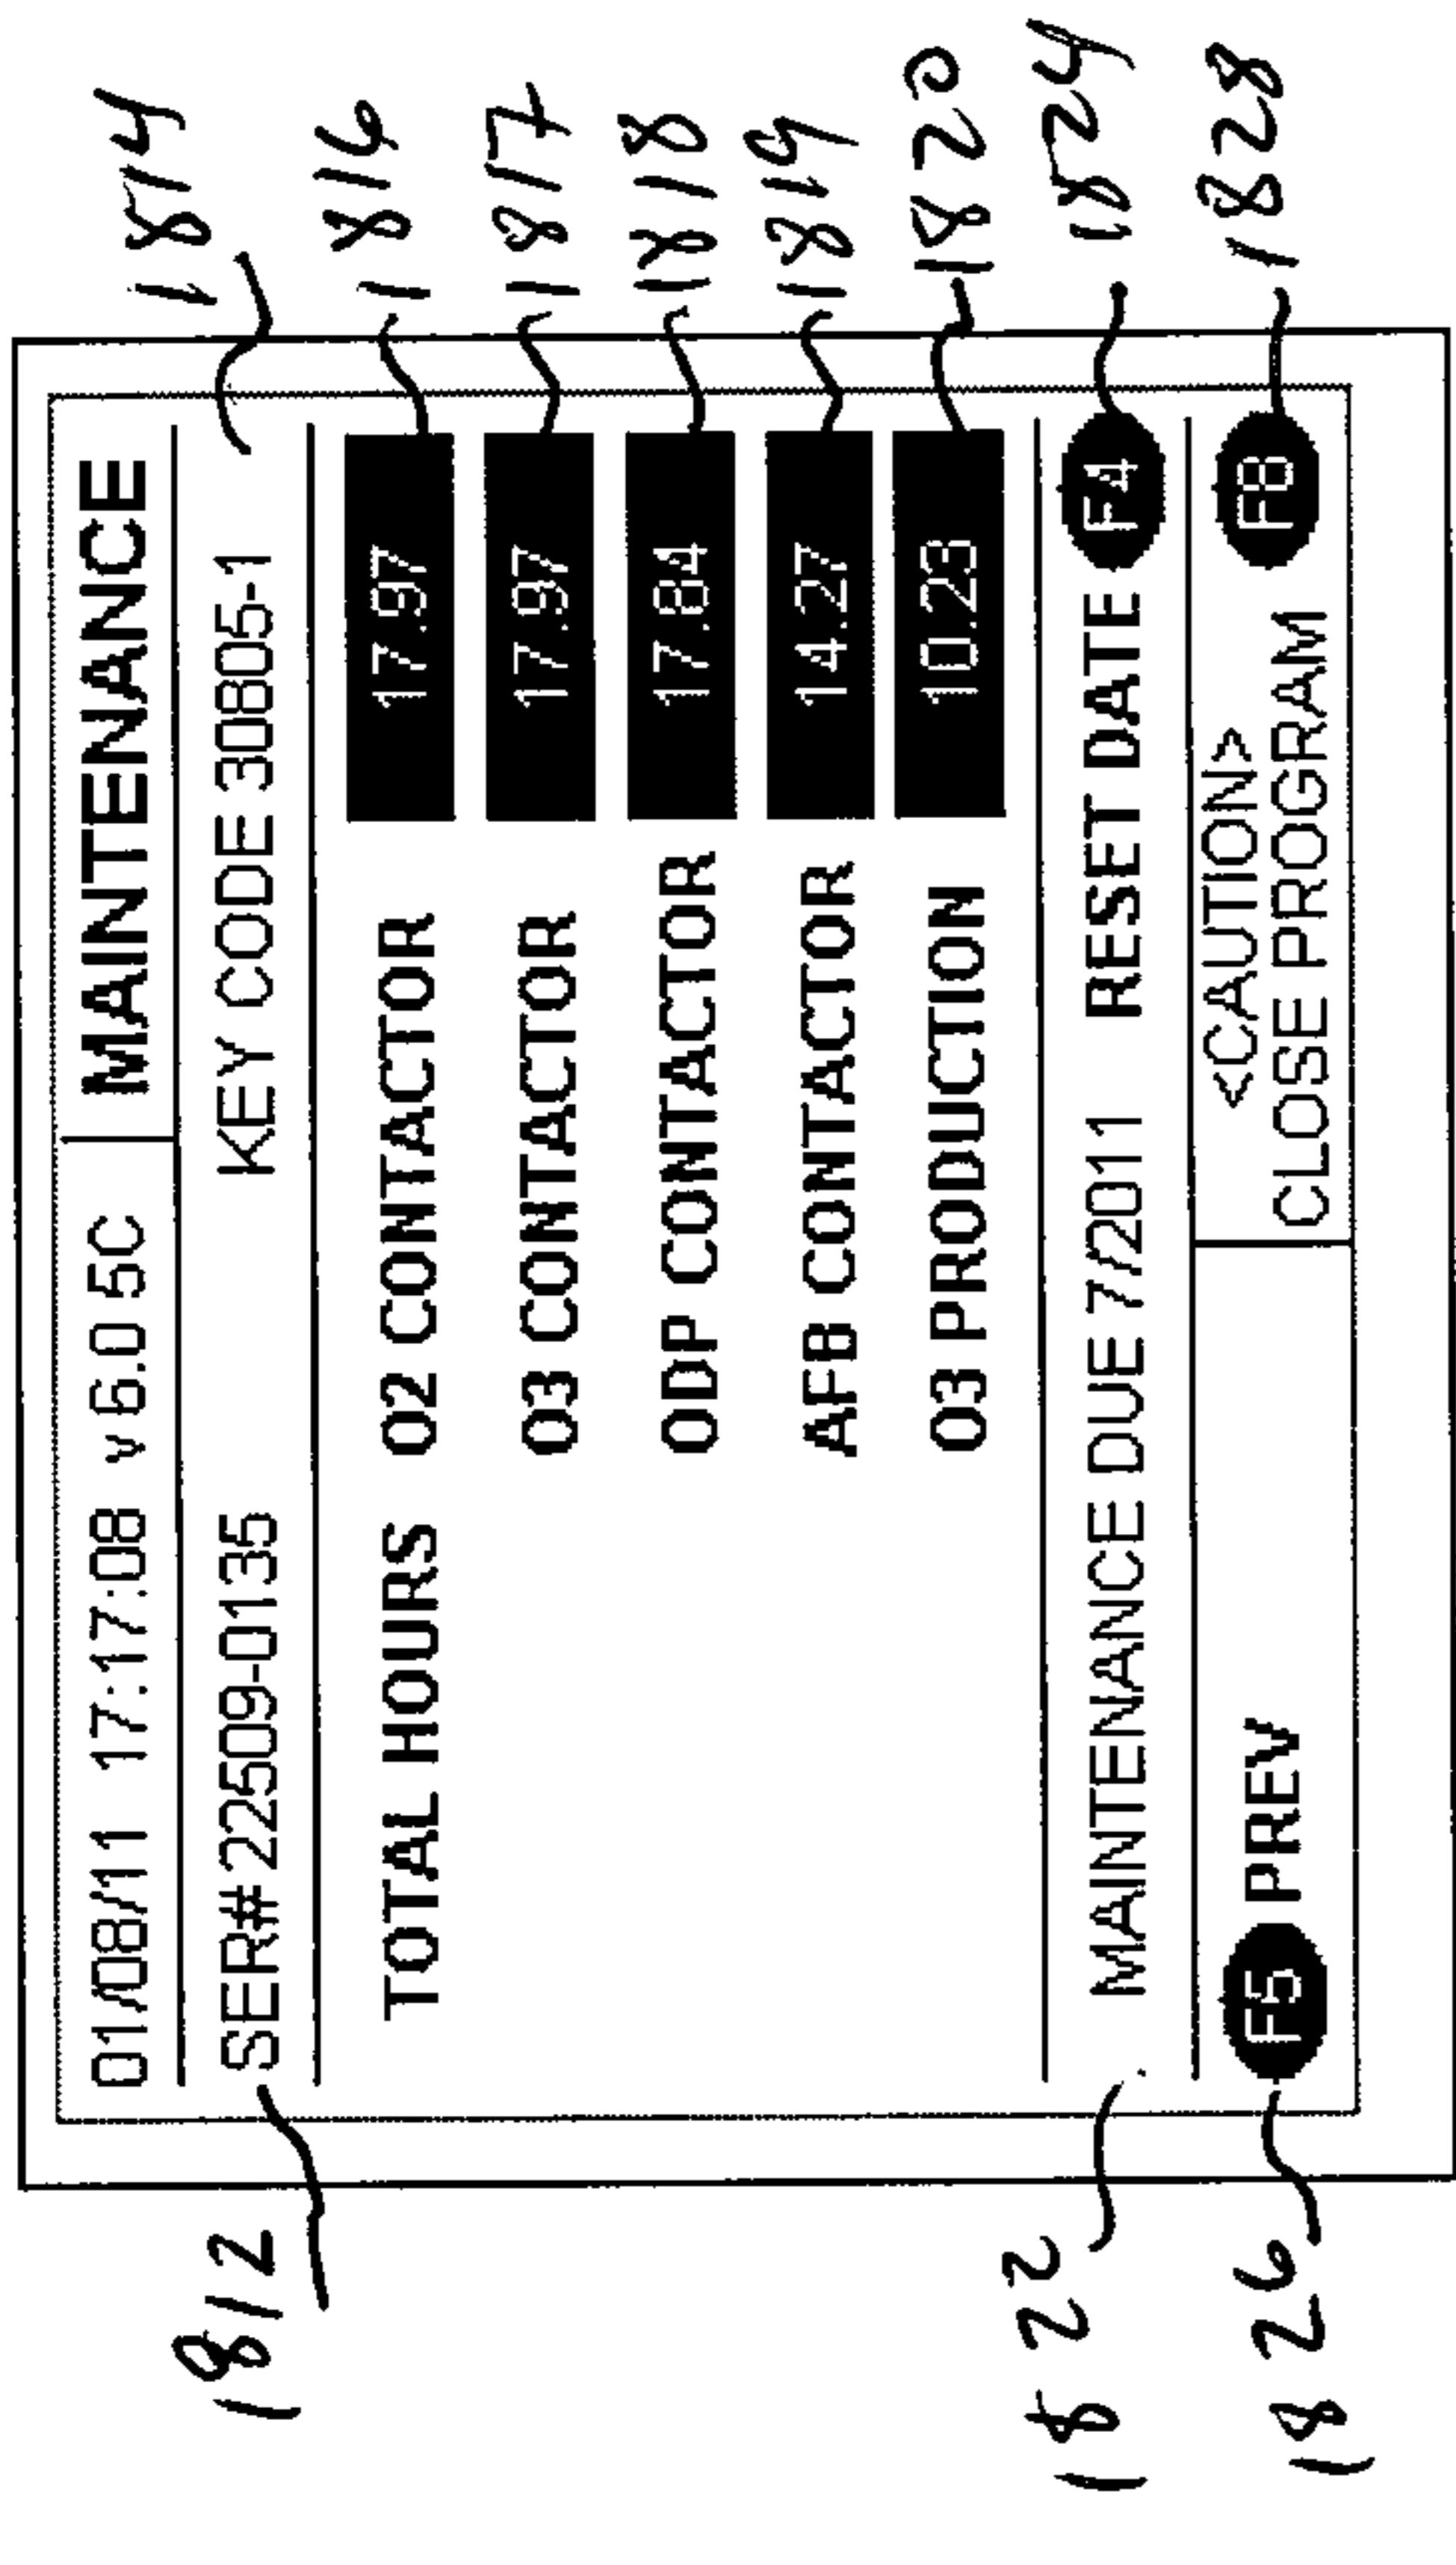 01/08/11 17:17:08 v 6.0 5C MAINTENANCE
1814
SER# 22509-0135 KEY CODE 30805-1
1812
TOTAL HOURS O2 CONTACTOR 17.97 1816
O3 CONTACTOR 17.97 1817
ODP CONTACTOR 17.84 1818
AFB CONTACTOR 14.27 1819
O3 PRODUCTION 10.23 1820
1822 MAINTENANCE DUE 7/2011 RESET DATE F4 1824
<CAUTION>
1826 F5 PREV CLOSE PROGRAM F8 1828